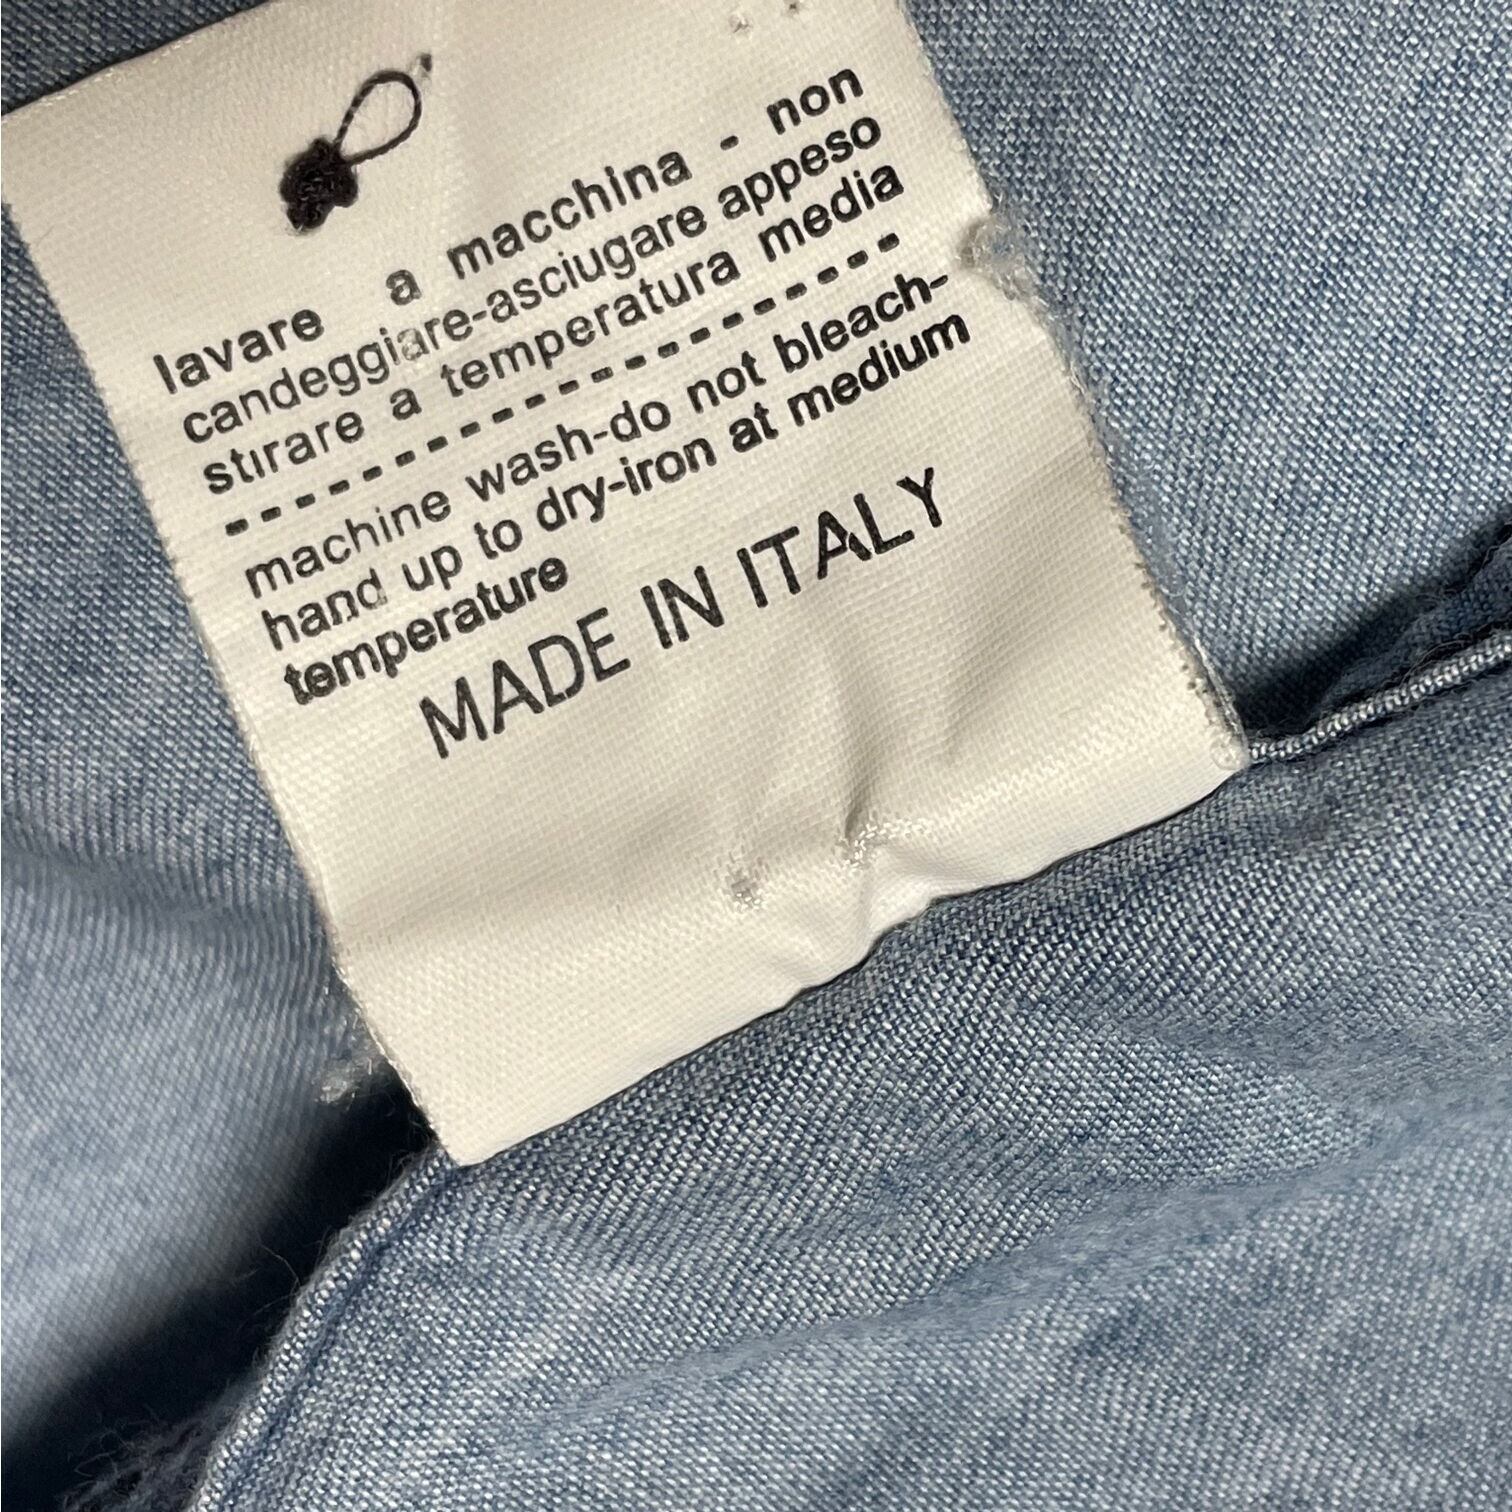 lavare a macchina - non
candeggiare-asciugare appeso
stirare a temperatura media
--------------------
machine wash-do not bleach-
hand up to dry-iron at medium
temperature
MADE IN ITALY